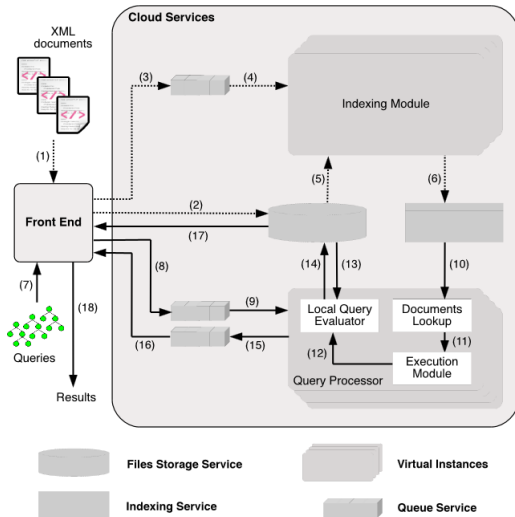 Cloud Services
XML
documents
</>
</>
</>
(1)
(2)
(3)
(4)
Indexing Module
(5)
(6)
Front End
(17)
(7)
(8)
(18)
(9)
(14)
(13)
(10)
Local Query
Evaluator
Documents
Lookup
(16)
(15)
(12)
(11)
Execution
Module
Query Processor
Queries
Results
Files Storage Service
Virtual Instances
Indexing Service
Queue Service